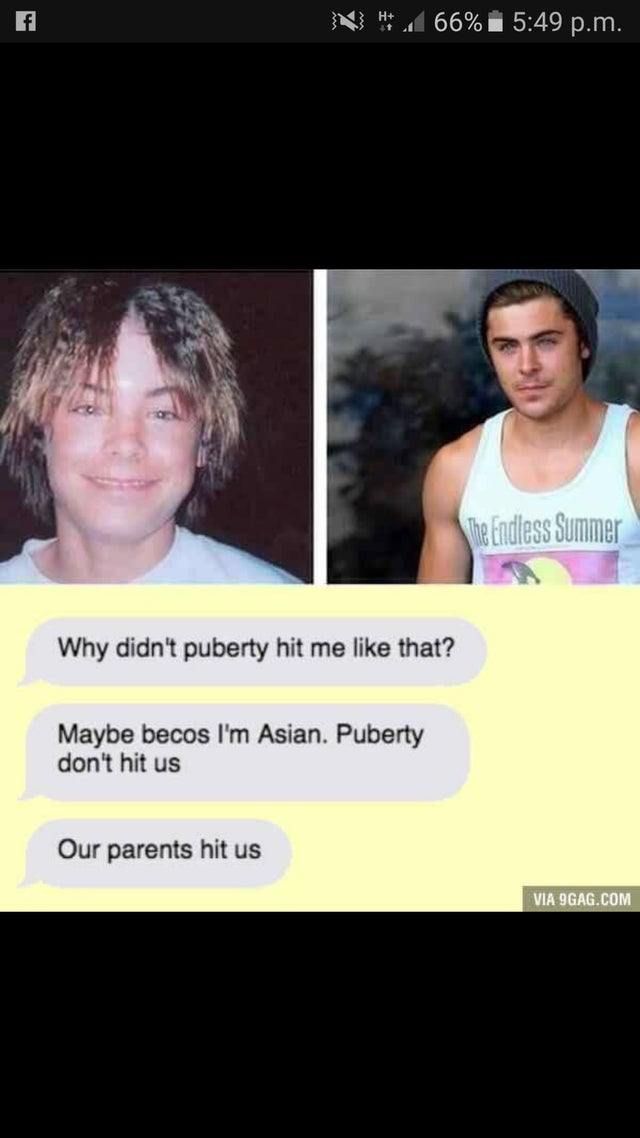 f H+ 66% 5:49 p.m.
The Endless Summer
Why didn't puberty hit me like that?
Maybe becos I'm Asian. Puberty
don't hit us
Our parents hit us
VIA 9GAG.COM